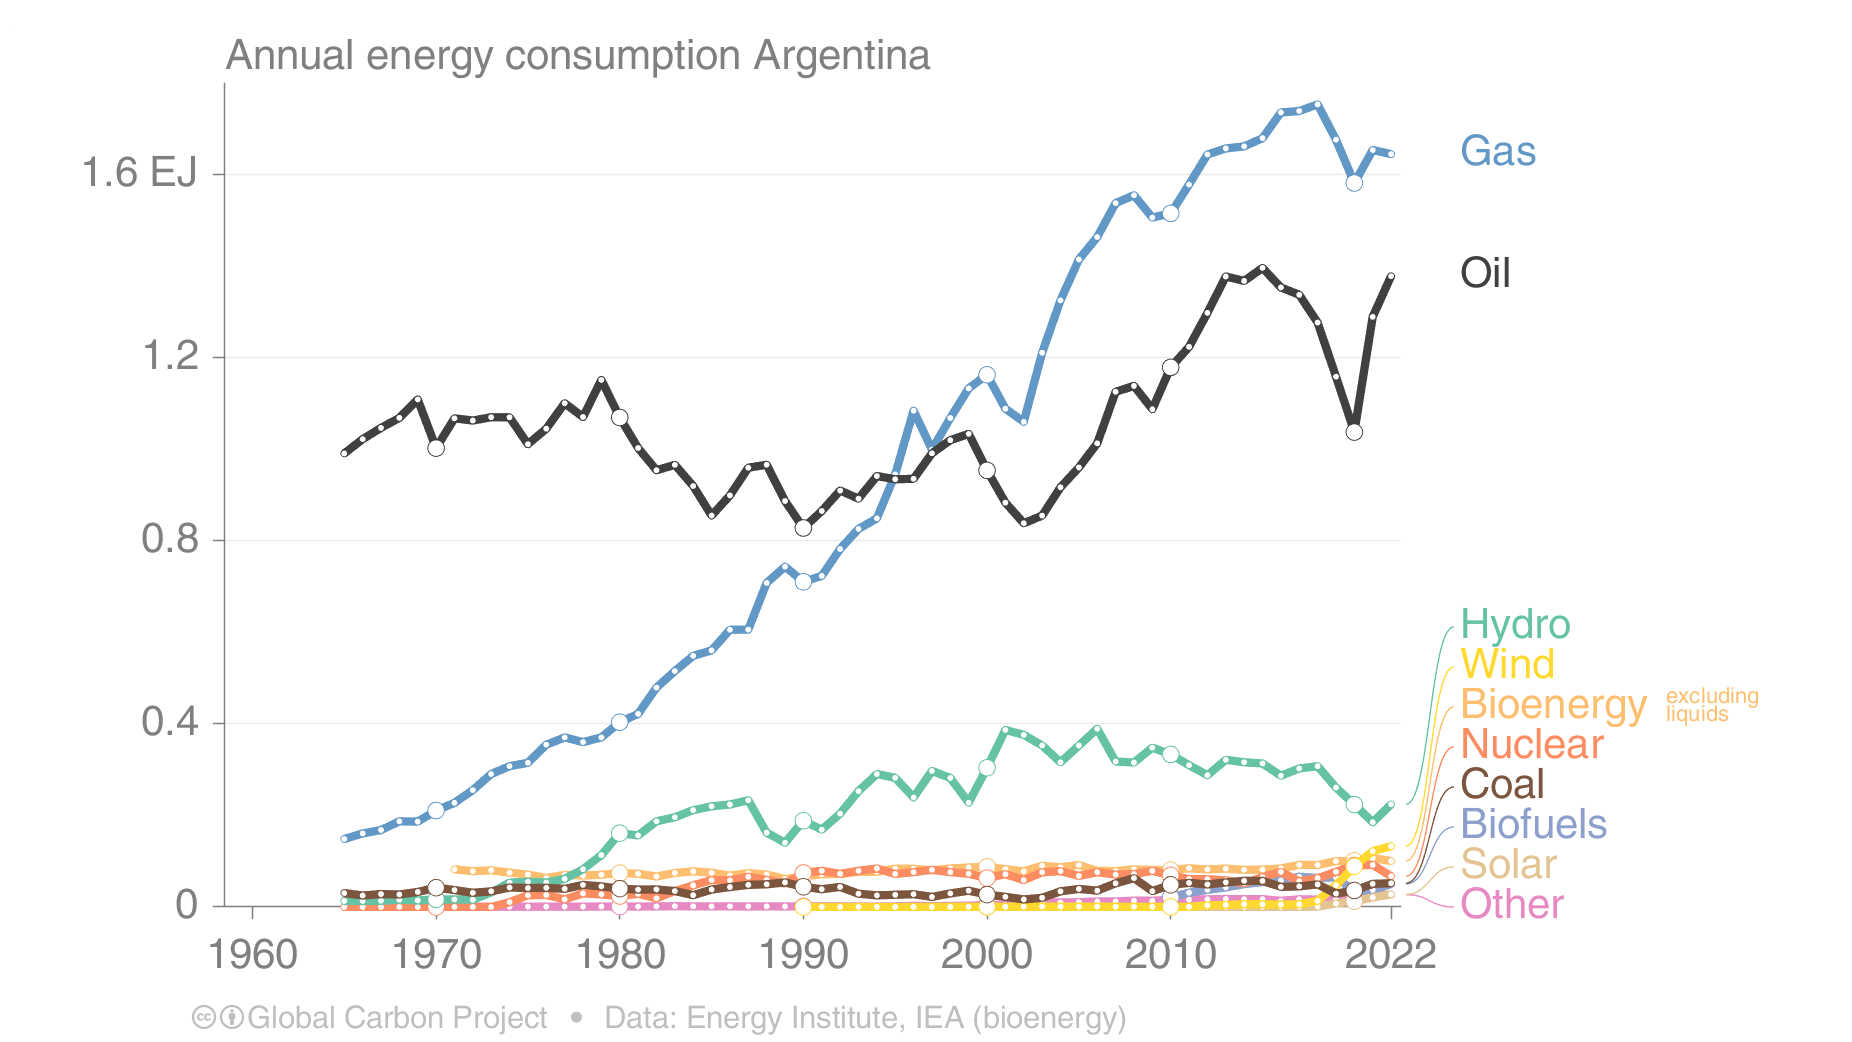 Annual energy consumption Argentina
1.6 EJ
1.2
0.8
0.4
0
1960 1970 1980 1990 2000 2010 2022
Gas
Oil
Hydro
Wind
Bioenergy excluding liquids
Nuclear
Coal
Biofuels
Solar
Other
cc Global Carbon Project • Data: Energy Institute, IEA (bioenergy)